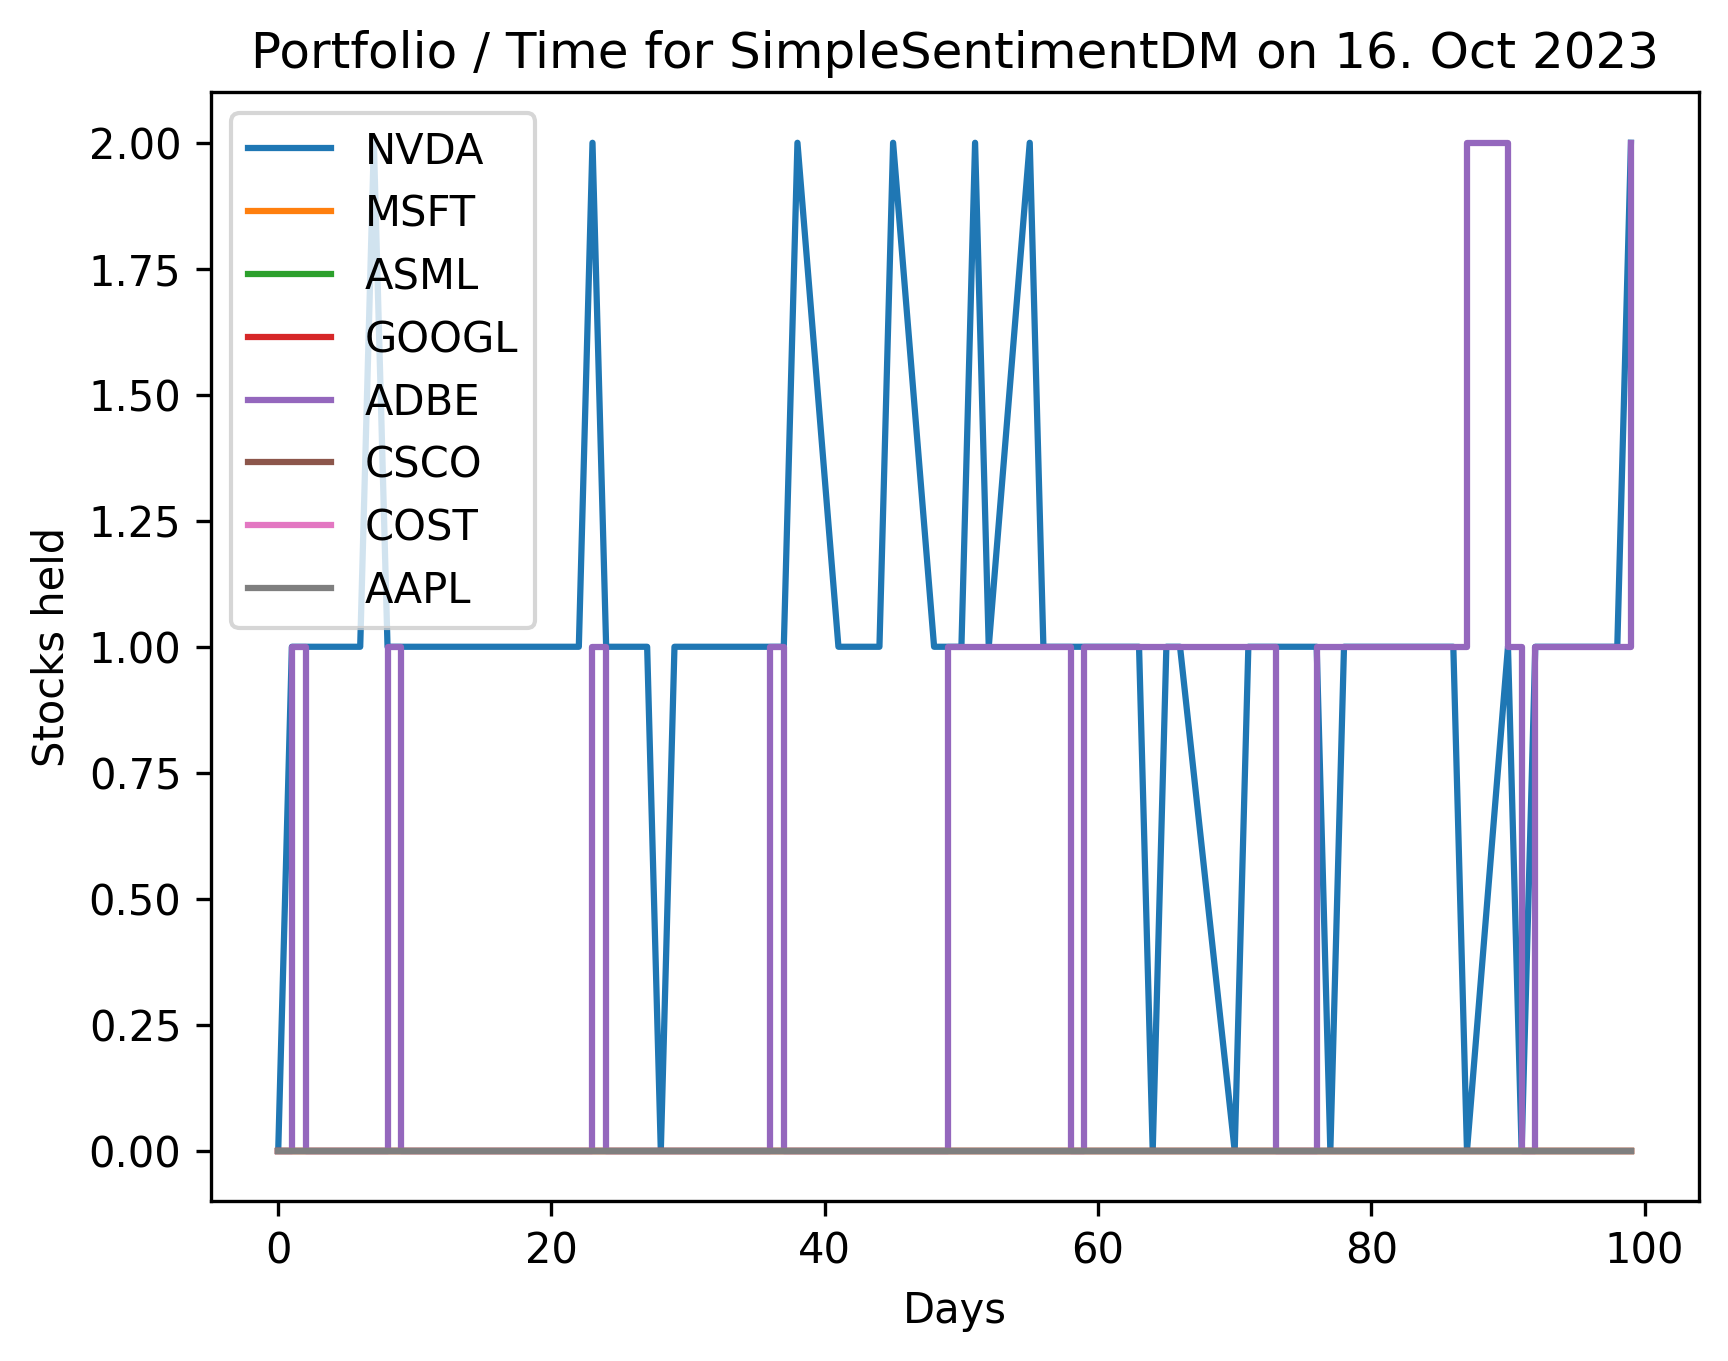 Portfolio / Time for SimpleSentimentDM on 16. Oct 2023
NVDA
MSFT
ASML
GOOGL
ADBE
CSCO
COST
AAPL
2.00
1.75
1.50
1.25
1.00
0.75
0.50
0.25
0.00
Stocks held
0 20 40 60 80 100
Days